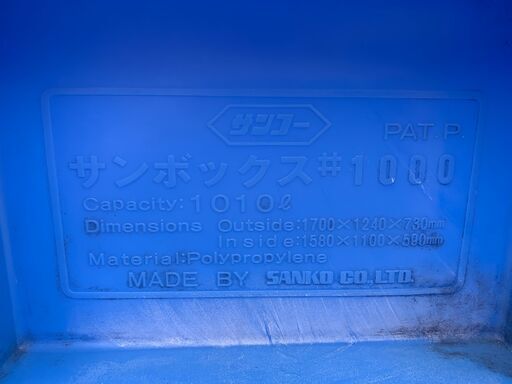 サンコー
PAT. P.
サンボックス#1000
Capacity:1010ℓ
Dimensions Outside:1700×1240×730mm
Inside:1580×1100×590mm
Material:Polypropylene
MADE BY SANKO CO.,LTD.